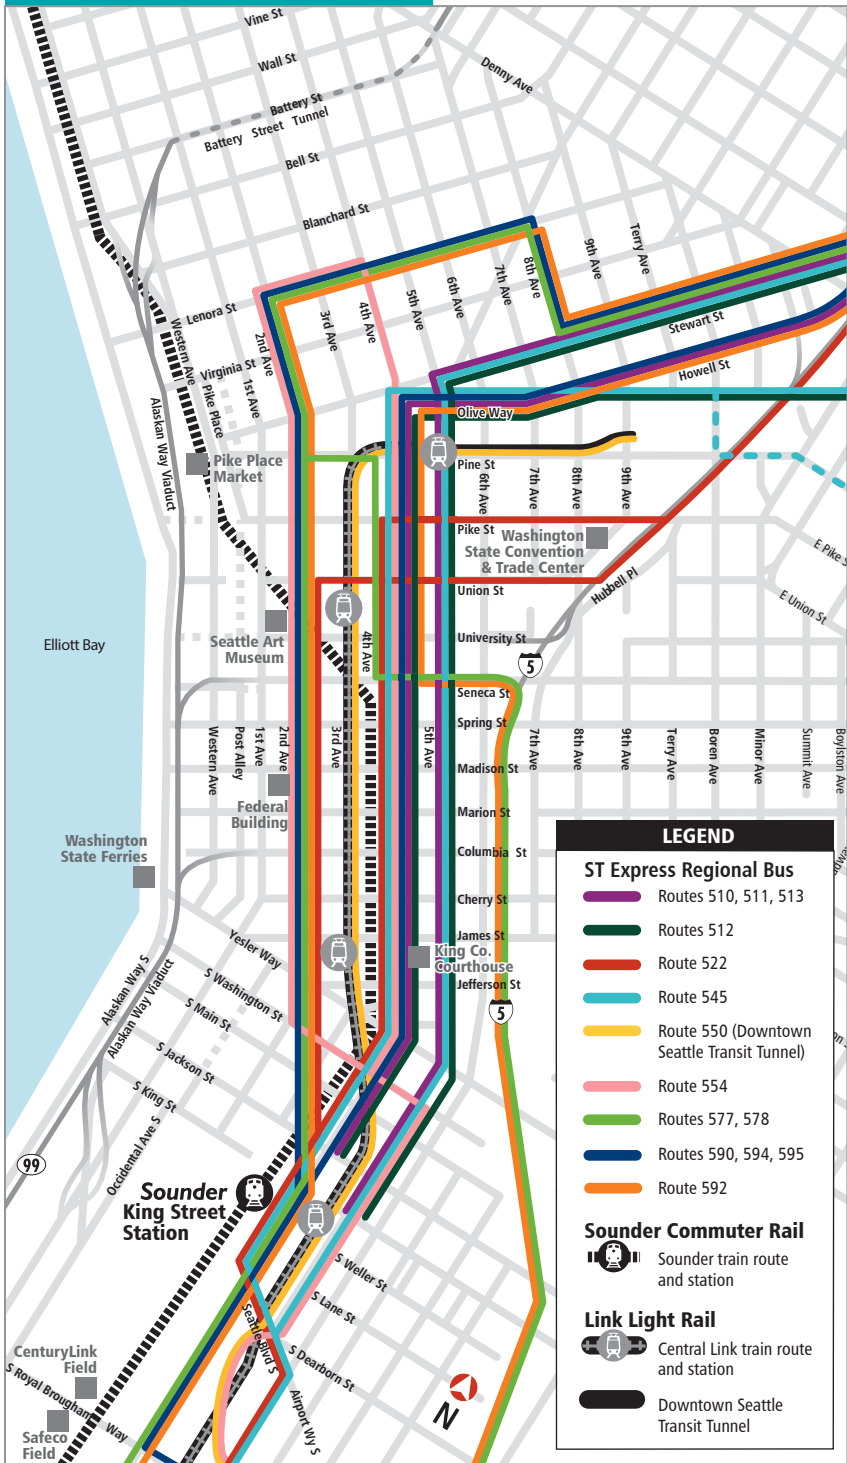 Vine St
Wall St
Denny Ave
Battery St
Battery Street Tunnel
Bell St
Blanchard St
Terry Ave
9th Ave
8th Ave
7th Ave
6th Ave
5th Ave
4th Ave
3rd Ave
2nd Ave
Lenora St
Western Ave
Virginia St
1st Ave
Pike Place
Stewart St
Howell St
Alaskan Way Viaduct
Olive Way
Pike Place
Market
Pine St
6th Ave
7th Ave
8th Ave
9th Ave
Pike St
Washington
State Convention
& Trade Center
E Pike S
Hubbell Pl
Union St
E Union St
Elliott Bay
Seattle Art
Museum
4th Ave
University St
5
Seneca St
Spring St
Western Ave
Post Alley
1st Ave
2nd Ave
3rd Ave
5th Ave
7th Ave
8th Ave
9th Ave
Terry Ave
Boren Ave
Minor Ave
Summit Ave
Boylston Ave
Madison St
Federal
Building
Marion St
Washington
State Ferries
Columbia St
Cherry St
James St
King Co.
Courthouse
Jefferson St
5
Yesler Way
S Washington St
S Main St
S Jackson St
S King St
Alaskan Way S
Alaskan Way Viaduct
Occidental Ave S
99
Sounder
King Street
Station
S Weller St
S Lane St
S Dearborn St
Seattle Blvd S
Airport Wy S
CenturyLink
Field
S Royal Brougham Way
Safeco
Field
N
LEGEND
ST Express Regional Bus
Routes 510, 511, 513
Routes 512
Route 522
Route 545
Route 550 (Downtown
Seattle Transit Tunnel)
Route 554
Routes 577, 578
Routes 590, 594, 595
Route 592
Sounder Commuter Rail
Sounder train route
and station
Link Light Rail
Central Link train route
and station
Downtown Seattle
Transit Tunnel